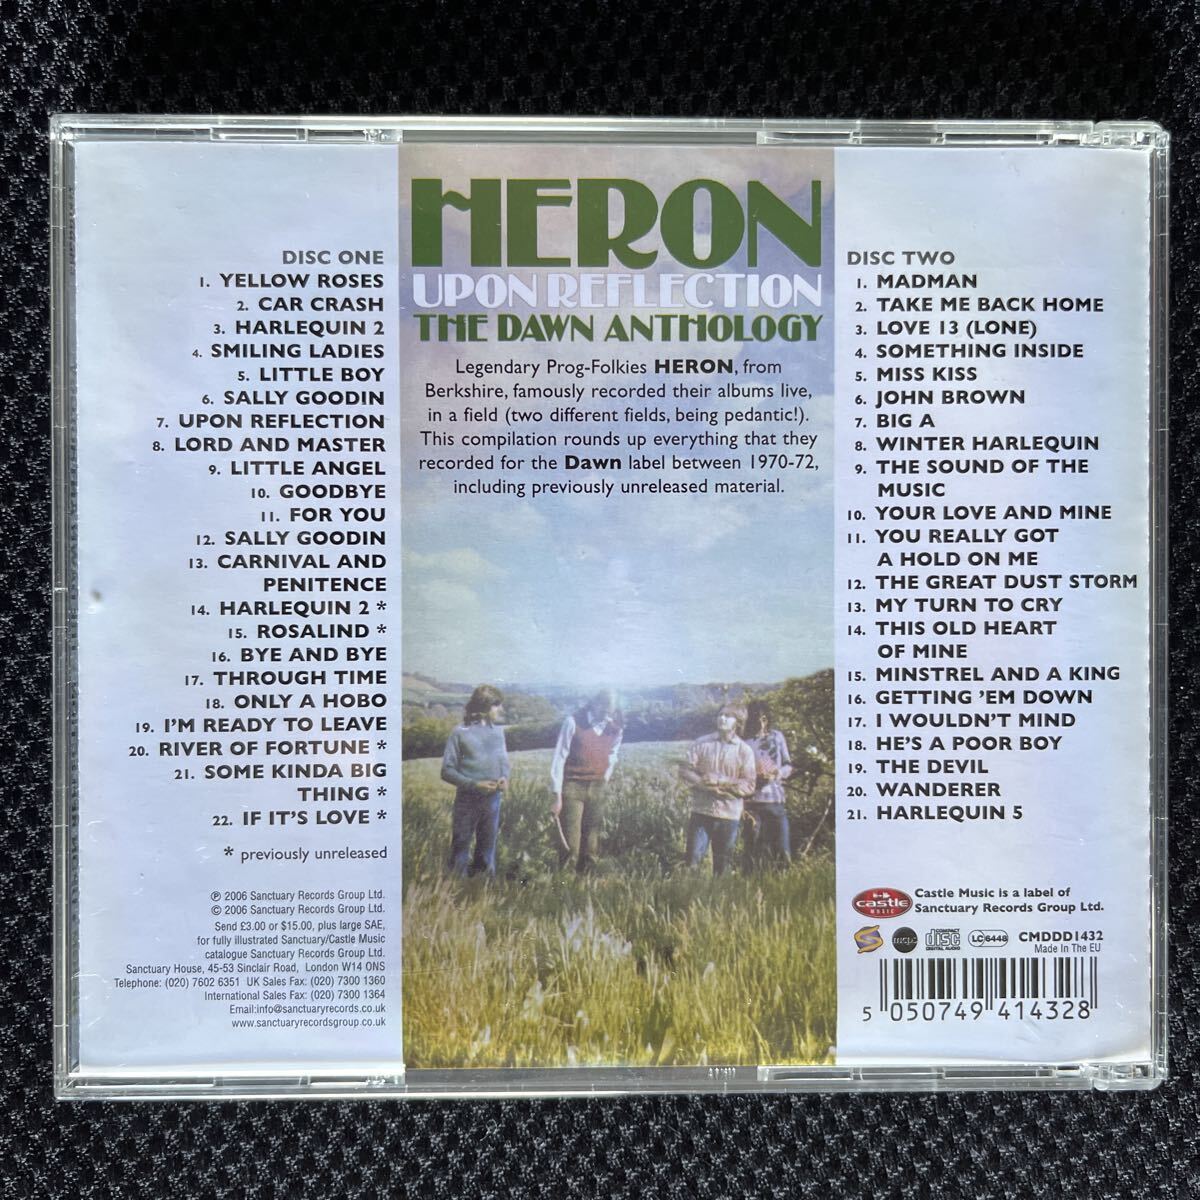 HERON
UPON REFLECTION
THE DAWN ANTHOLOGY
Legendary Prog-Folkies HERON, from
Berkshire, famously recorded their albums live,
in a field (two different fields, being pedantic!).
This compilation rounds up everything that they
recorded for the Dawn label between 1970-72,
including previously unreleased material.
DISC ONE
1. YELLOW ROSES
2. CAR CRASH
3. HARLEQUIN 2
4. SMILING LADIES
5. LITTLE BOY
6. SALLY GOODIN
7. UPON REFLECTION
8. LORD AND MASTER
9. LITTLE ANGEL
10. GOODBYE
11. FOR YOU
12. SALLY GOODIN
13. CARNIVAL AND
PENITENCE
14. HARLEQUIN 2 *
15. ROSALIND *
16. BYE AND BYE
17. THROUGH TIME
18. ONLY A HOBO
19. I'M READY TO LEAVE
20. RIVER OF FORTUNE *
21. SOME KINDA BIG
THING *
22. IF IT'S LOVE *
* previously unreleased
℗ 2006 Sanctuary Records Group Ltd.
© 2006 Sanctuary Records Group Ltd.
Send £3.00 or $15.00, plus large SAE,
for fully illustrated Sanctuary/Castle Music
catalogue Sanctuary Records Group Ltd.
Sanctuary House, 45-53 Sinclair Road, London W14 ONS
Telephone: (020) 7602 6351 UK Sales Fax: (020) 7300 1360
International Sales Fax: (020) 7300 1364
Email:info@sanctuaryrecords.co.uk
www.sanctuaryrecordsgroup.co.uk
DISC TWO
1. MADMAN
2. TAKE ME BACK HOME
3. LOVE 13 (LONE)
4. SOMETHING INSIDE
5. MISS KISS
6. JOHN BROWN
7. BIG A
8. WINTER HARLEQUIN
9. THE SOUND OF THE
MUSIC
10. YOUR LOVE AND MINE
11. YOU REALLY GOT
A HOLD ON ME
12. THE GREAT DUST STORM
13. MY TURN TO CRY
14. THIS OLD HEART
OF MINE
15. MINSTREL AND A KING
16. GETTING 'EM DOWN
17. I WOULDN'T MIND
18. HE'S A POOR BOY
19. THE DEVIL
20. WANDERER
21. HARLEQUIN 5
castle
MUSIC
Castle Music is a label of
Sanctuary Records Group Ltd.
mcps
COMPACT
disc
DIGITAL AUDIO
LC 6448
CMDDD1432
Made In The EU
5 050749 414328